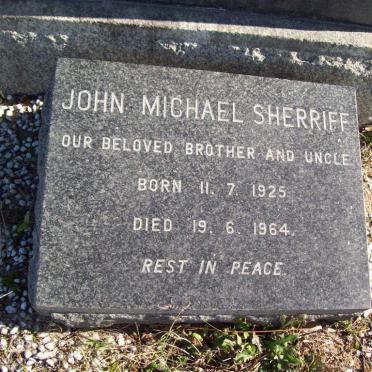 JOHN MICHAEL SHERRIFF
OUR BELOVED BROTHER AND UNCLE
BORN 11. 7. 1925
DIED 19. 6. 1964.
REST IN PEACE.